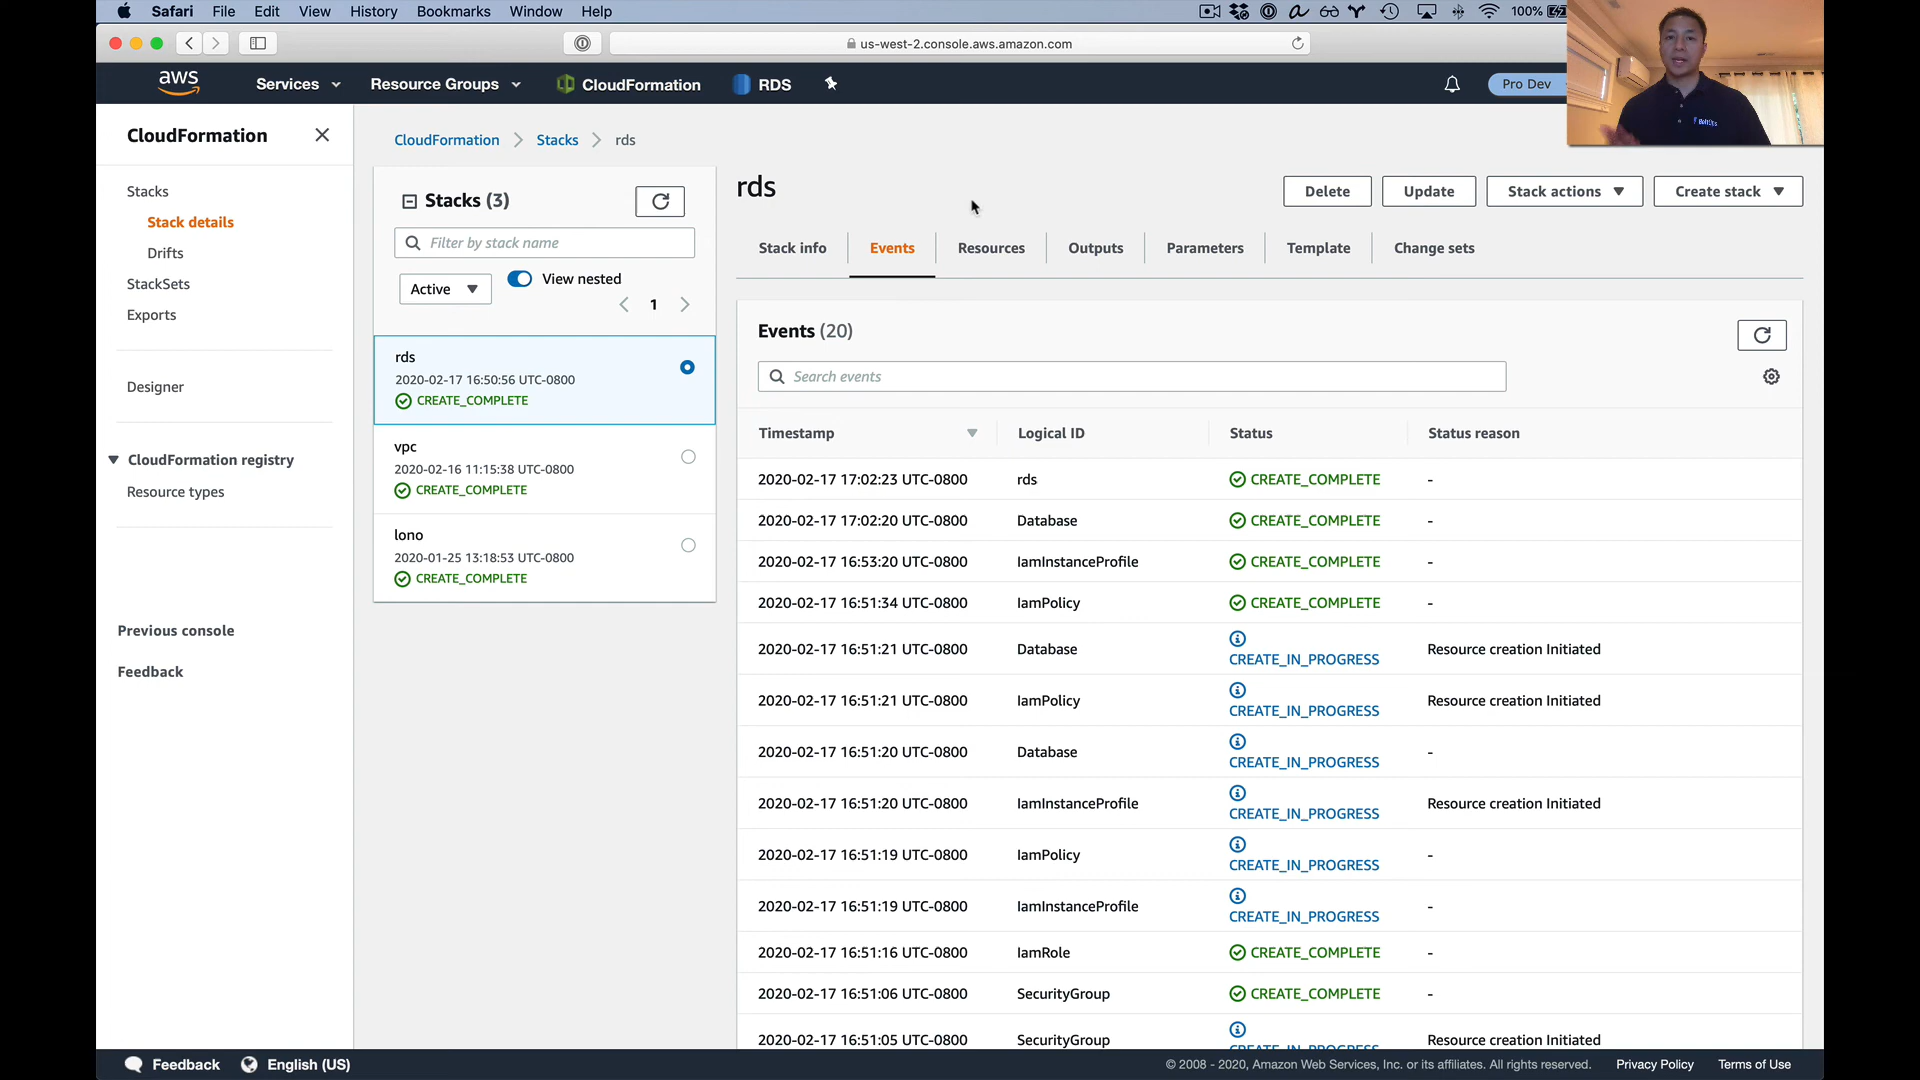 Safari File Edit View History Bookmarks Window Help 100%
us-west-2.console.aws.amazon.com
aws Services Resource Groups CloudFormation RDS Pro Dev
CloudFormation
Stacks
Stack details
Drifts
StackSets
Exports
Designer
CloudFormation registry
Resource types
Previous console
Feedback
CloudFormation Stacks rds
Stacks (3)
Filter by stack name
Active View nested
1
rds
2020-02-17 16:50:56 UTC-0800
CREATE_COMPLETE
vpc
2020-02-16 11:15:38 UTC-0800
CREATE_COMPLETE
lono
2020-01-25 13:18:53 UTC-0800
CREATE_COMPLETE
rds
Delete Update Stack actions Create stack
Stack info Events Resources Outputs Parameters Template Change sets
Events (20)
Search events
Timestamp Logical ID Status Status reason
2020-02-17 17:02:23 UTC-0800 rds CREATE_COMPLETE -
2020-02-17 17:02:20 UTC-0800 Database CREATE_COMPLETE -
2020-02-17 16:53:20 UTC-0800 IamInstanceProfile CREATE_COMPLETE -
2020-02-17 16:51:34 UTC-0800 IamPolicy CREATE_COMPLETE -
2020-02-17 16:51:21 UTC-0800 Database CREATE_IN_PROGRESS Resource creation Initiated
2020-02-17 16:51:21 UTC-0800 IamPolicy CREATE_IN_PROGRESS Resource creation Initiated
2020-02-17 16:51:20 UTC-0800 Database CREATE_IN_PROGRESS -
2020-02-17 16:51:20 UTC-0800 IamInstanceProfile CREATE_IN_PROGRESS Resource creation Initiated
2020-02-17 16:51:19 UTC-0800 IamPolicy CREATE_IN_PROGRESS -
2020-02-17 16:51:19 UTC-0800 IamInstanceProfile CREATE_IN_PROGRESS -
2020-02-17 16:51:16 UTC-0800 IamRole CREATE_COMPLETE -
2020-02-17 16:51:06 UTC-0800 SecurityGroup CREATE_COMPLETE -
2020-02-17 16:51:05 UTC-0800 SecurityGroup CREATE_IN_PROGRESS Resource creation Initiated
Feedback English (US) © 2008 - 2020, Amazon Web Services, Inc. or its affiliates. All rights reserved. Privacy Policy Terms of Use